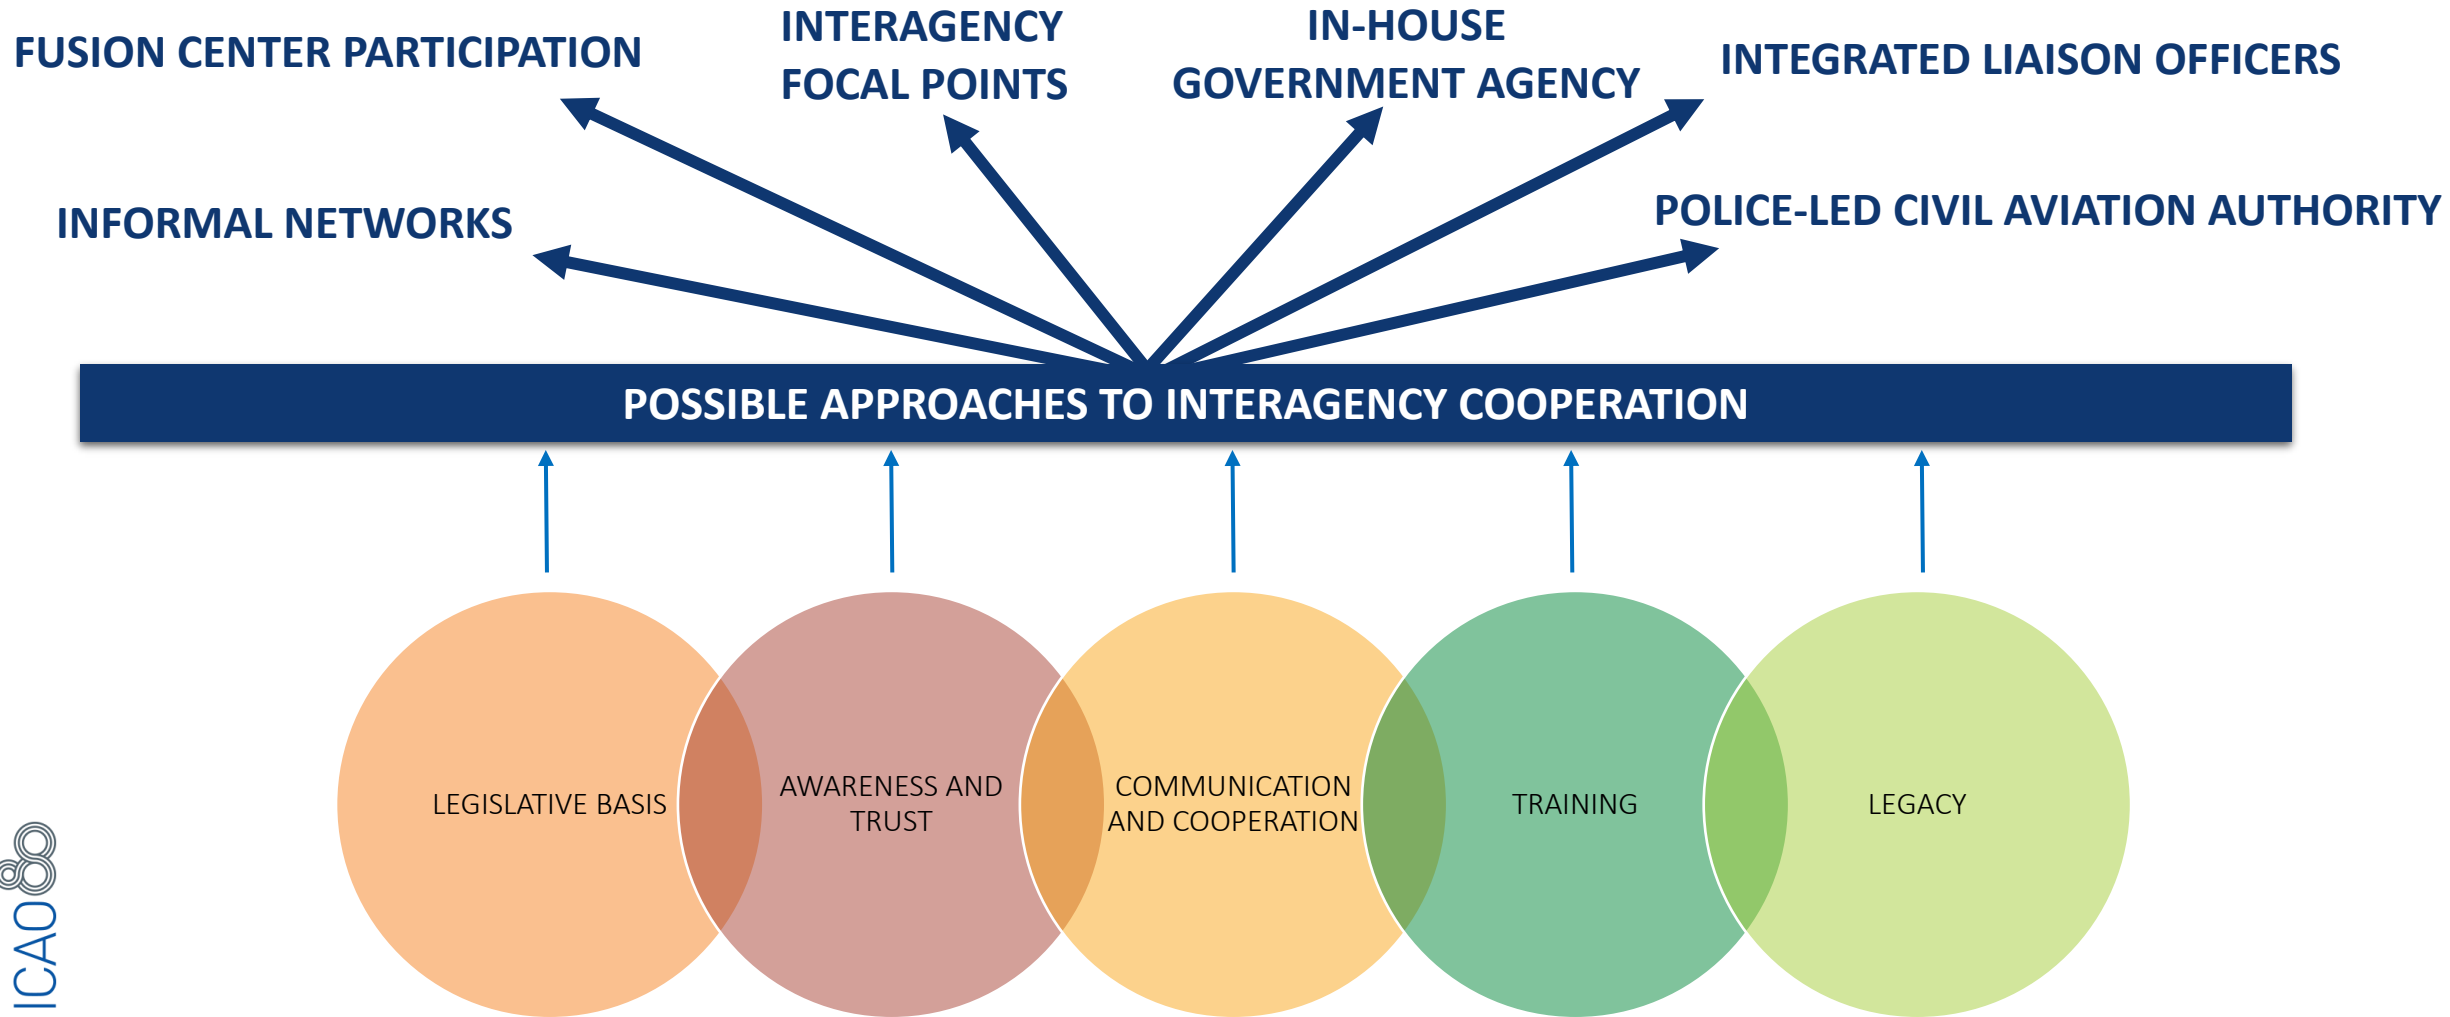 FUSION CENTER PARTICIPATION
INTERAGENCY
FOCAL POINTS
IN-HOUSE
GOVERNMENT AGENCY
INTEGRATED LIAISON OFFICERS
INFORMAL NETWORKS
POLICE-LED CIVIL AVIATION AUTHORITY
POSSIBLE APPROACHES TO INTERAGENCY COOPERATION
LEGISLATIVE BASIS
AWARENESS AND
TRUST
COMMUNICATION
AND COOPERATION
TRAINING
LEGACY
ICAO